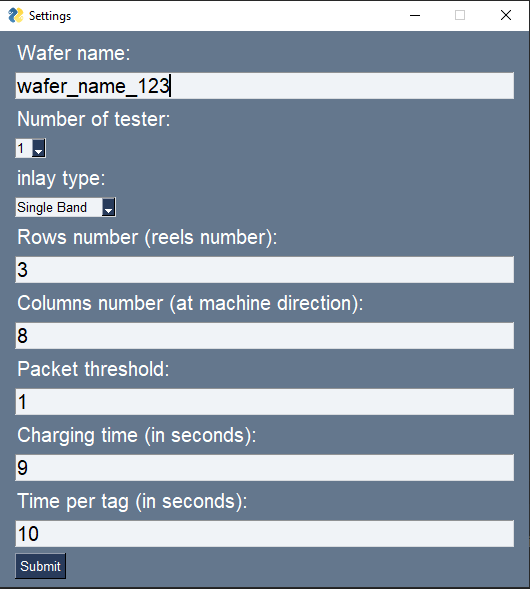 Settings
Wafer name:
wafer_name_123
Number of tester:
1
inlay type:
Single Band
Rows number (reels number):
3
Columns number (at machine direction):
8
Packet threshold:
1
Charging time (in seconds):
9
Time per tag (in seconds):
10
Submit